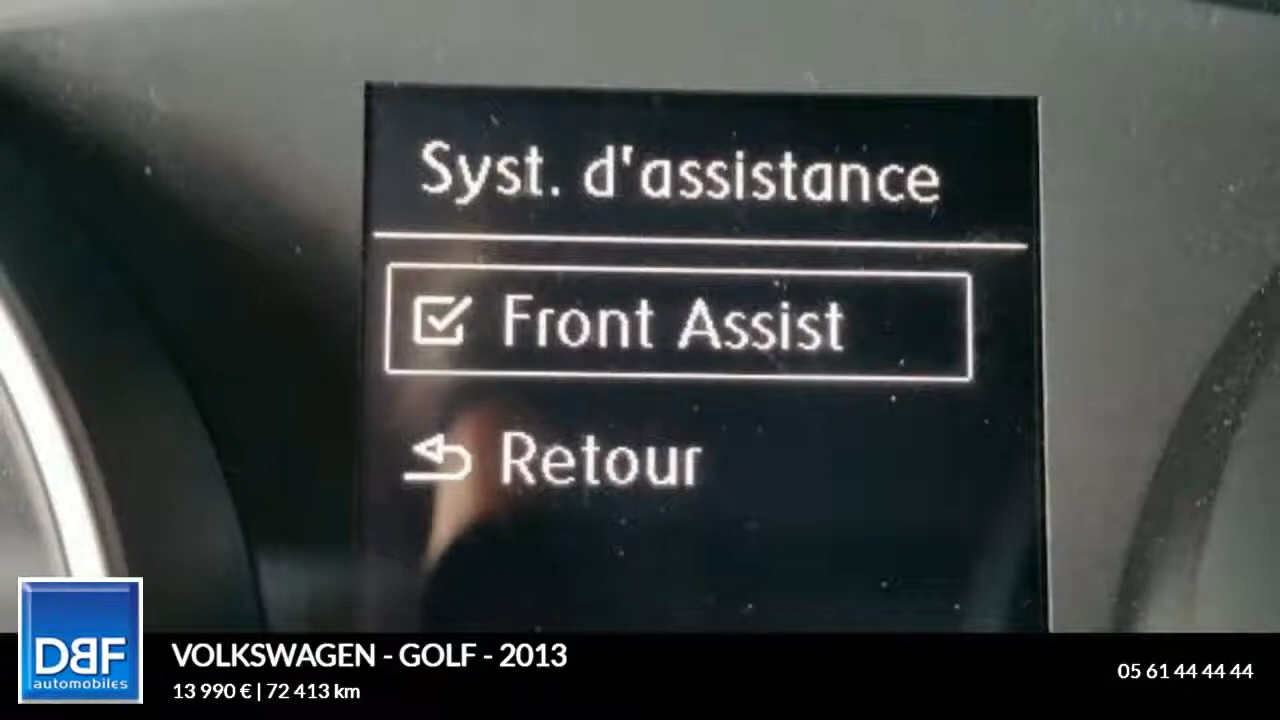 Syst. d'assistance
Front Assist
Retour
DBF
automobiles
VOLKSWAGEN - GOLF - 2013
13 990 € | 72 413 km
05 61 44 44 44